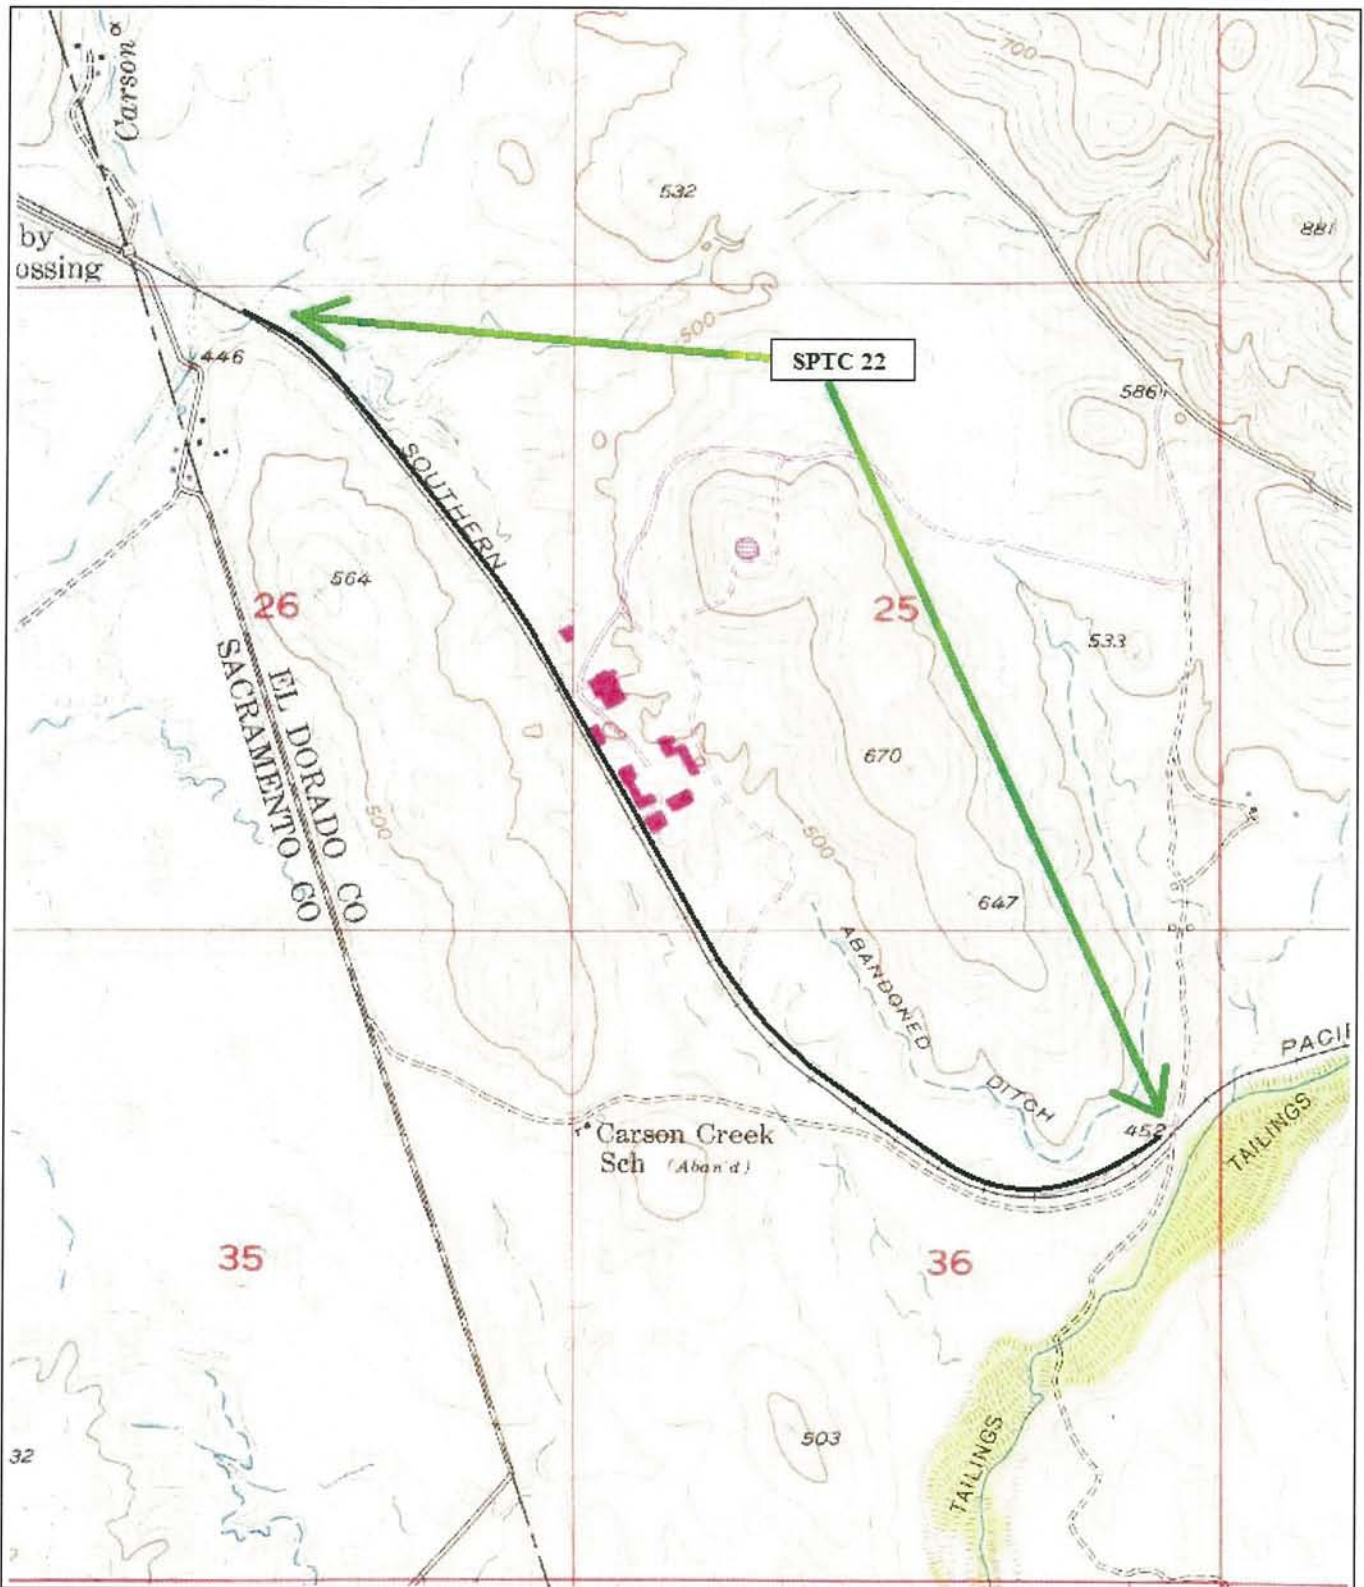 Carson
700
532
881
by
ossing
500
446
SPTC 22
586
SOUTHERN
564
26
25
533
EL DORADO CO
SACRAMENTO CO
670
500
500
647
ABANDONED
DITCH
PACIF
452
TAILINGS
Carson Creek
Sch (Aban'd)
35
36
503
32
TAILINGS